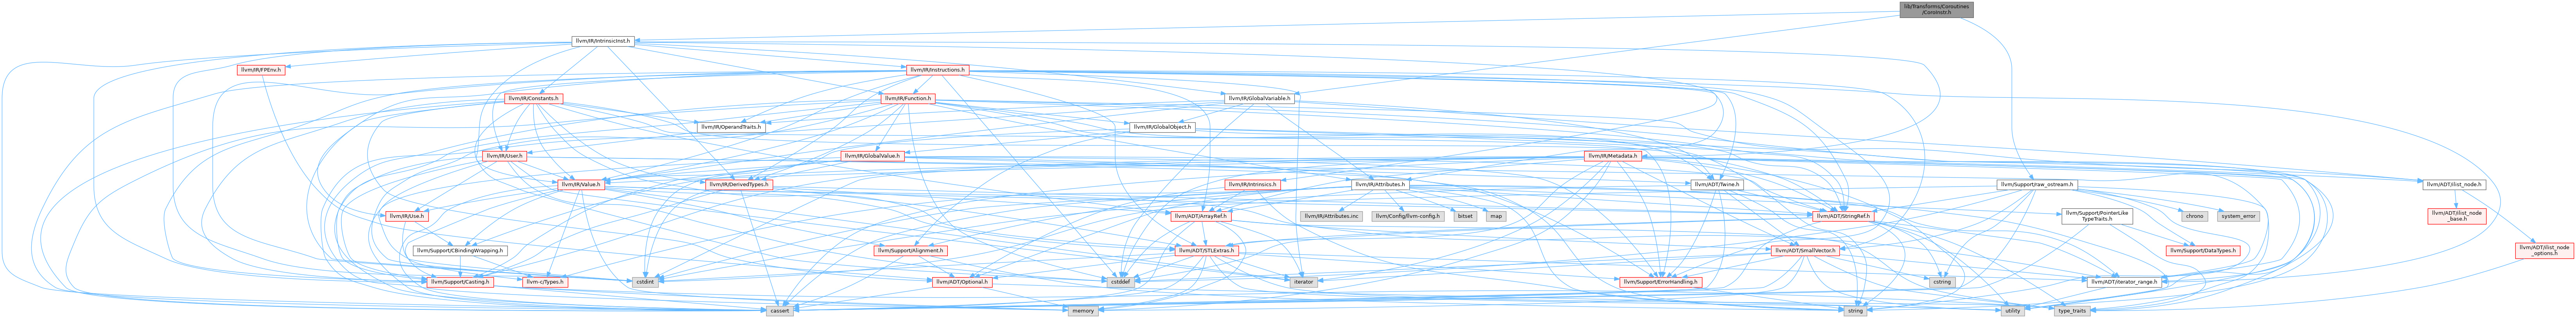 lib/Transforms/Coroutines
/CoroInstr.h
llvm/IR/IntrinsicInst.h
llvm/IR/FPEnv.h
llvm/IR/Instructions.h
llvm/IR/Constants.h
llvm/IR/Function.h
llvm/IR/GlobalVariable.h
llvm/IR/OperandTraits.h
llvm/IR/GlobalObject.h
llvm/IR/User.h
llvm/IR/GlobalValue.h
llvm/IR/Metadata.h
llvm/IR/Value.h
llvm/IR/DerivedTypes.h
llvm/IR/Intrinsics.h
llvm/IR/Attributes.h
llvm/ADT/Twine.h
llvm/Support/raw_ostream.h
llvm/ADT/ilist_node.h
llvm/IR/Use.h
llvm/ADT/ArrayRef.h
llvm/IR/Attributes.inc
llvm/Config/llvm-config.h
bitset
map
llvm/ADT/StringRef.h
llvm/Support/PointerLike
TypeTraits.h
chrono
system_error
llvm/ADT/ilist_node
_base.h
llvm/Support/CBindingWrapping.h
llvm/Support/Alignment.h
llvm/ADT/STLExtras.h
llvm/ADT/SmallVector.h
llvm/Support/DataTypes.h
llvm/ADT/ilist_node
_options.h
llvm/Support/Casting.h
llvm-c/Types.h
cstdint
llvm/ADT/Optional.h
cstddef
iterator
llvm/Support/ErrorHandling.h
cstring
llvm/ADT/iterator_range.h
cassert
memory
string
utility
type_traits